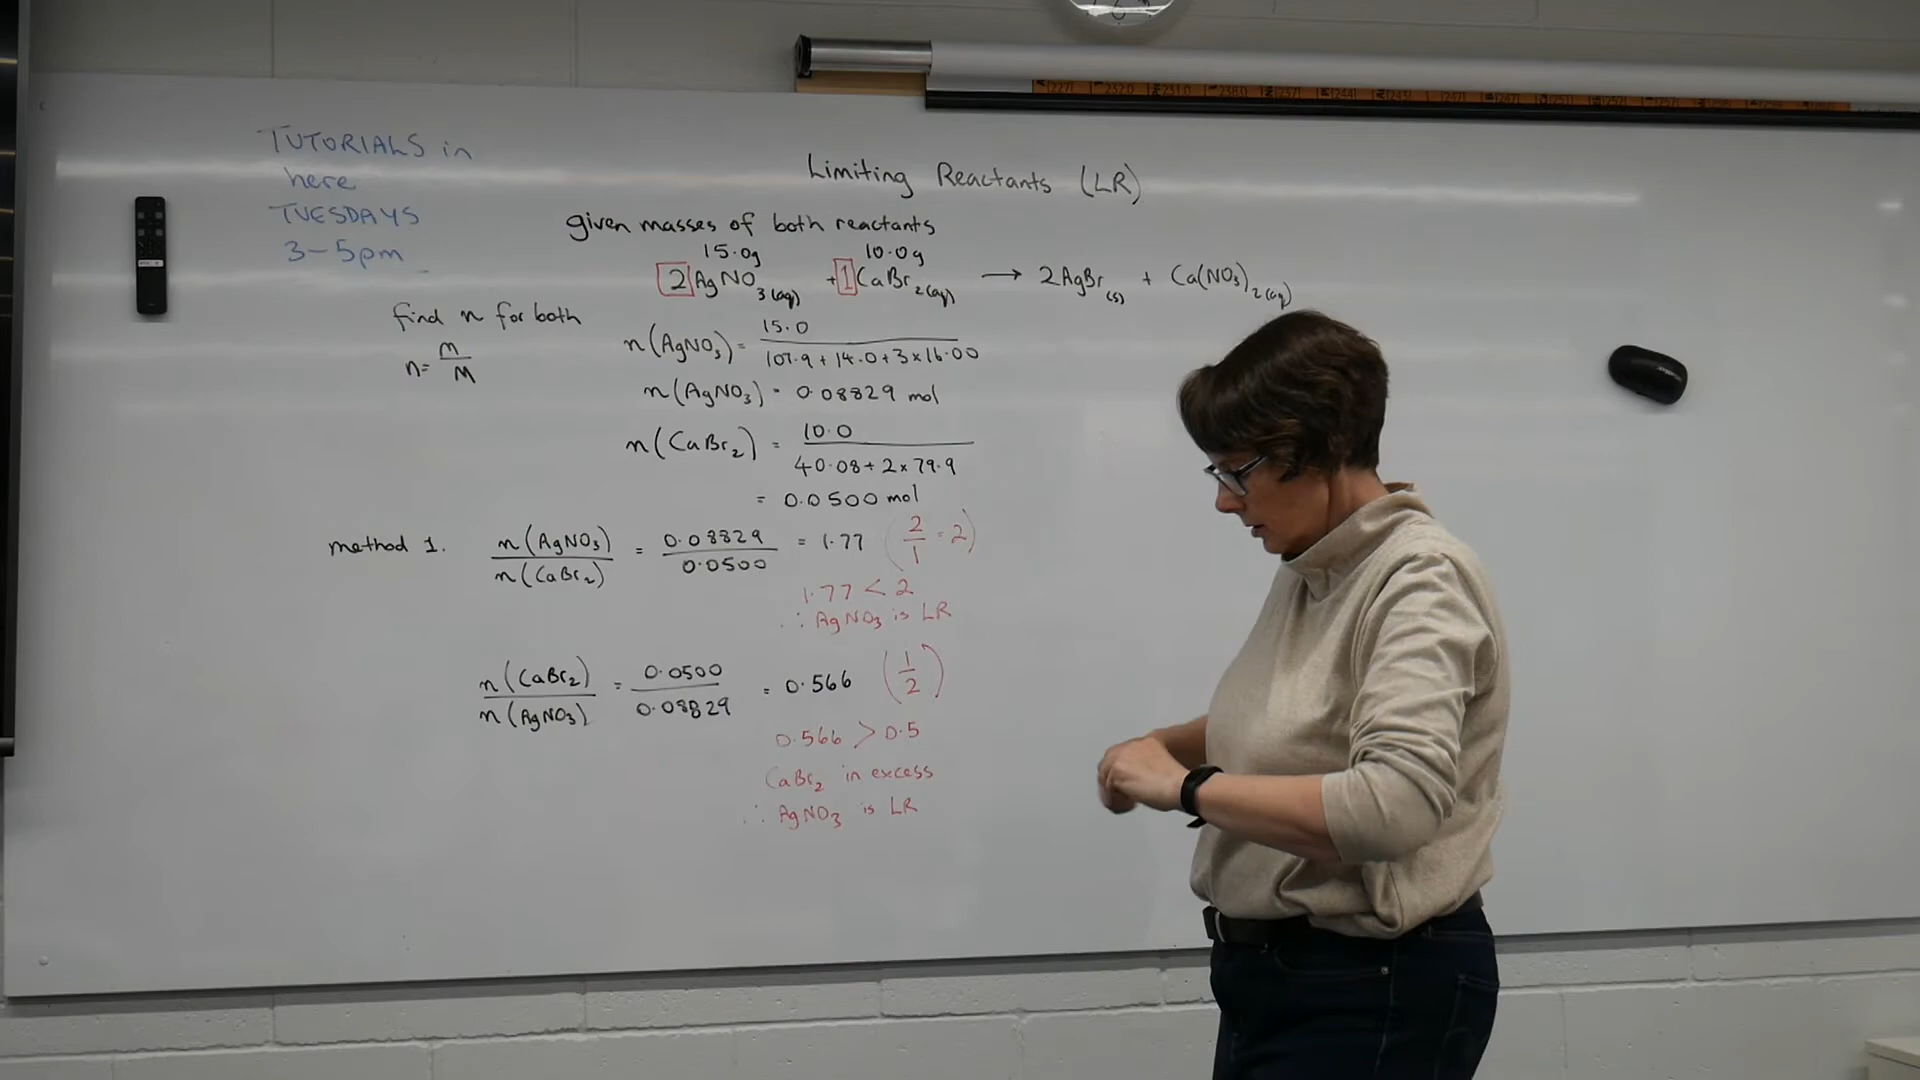 TUTORIALS in
here
TUESDAYS
3-5pm
Limiting Reactants (LR)
given masses of both reactants
15.0g 10.0g
2AgNO₃(aq) + 1CaBr₂(aq) → 2AgBr(s) + Ca(NO₃)₂(aq)
find n for both
n = m/M
n(AgNO₃) = 15.0 / 107.9 + 14.0 + 3 × 16.00
n(AgNO₃) = 0.08829 mol
n(CaBr₂) = 10.0 / 40.08 + 2 × 79.9
= 0.0500 mol
method 1. n(AgNO₃) / n(CaBr₂) = 0.08829 / 0.0500 = 1.77 (2/1 = 2)
1.77 < 2
∴ AgNO₃ is LR
n(CaBr₂) / n(AgNO₃) = 0.0500 / 0.08829 = 0.566 (1/2)
0.566 > 0.5
CaBr₂ in excess
∴ AgNO₃ is LR